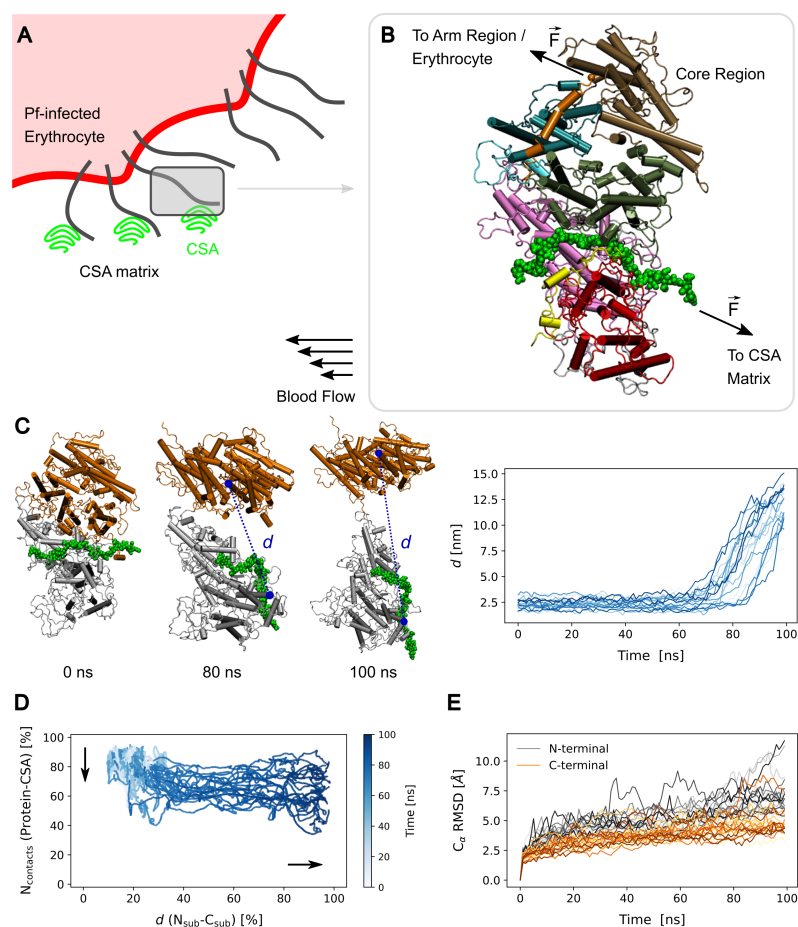 A
Pf-infected
Erythrocyte
CSA
CSA matrix
Blood Flow
B
To Arm Region /
Erythrocyte
F
Core Region
F
To CSA
Matrix
C
d
d
0 ns
80 ns
100 ns
d [nm]
15.0
12.5
10.0
7.5
5.0
2.5
0 20 40 60 80 100
Time [ns]
D
N_contacts (Protein-CSA) [%]
100
80
60
40
20
0
0 20 40 60 80 100
d (N_sub-C_sub) [%]
Time [ns]
100
80
60
40
20
0
E
N-terminal
C-terminal
C_α RMSD [Å]
10.0
7.5
5.0
2.5
0.0
0 20 40 60 80 100
Time [ns]